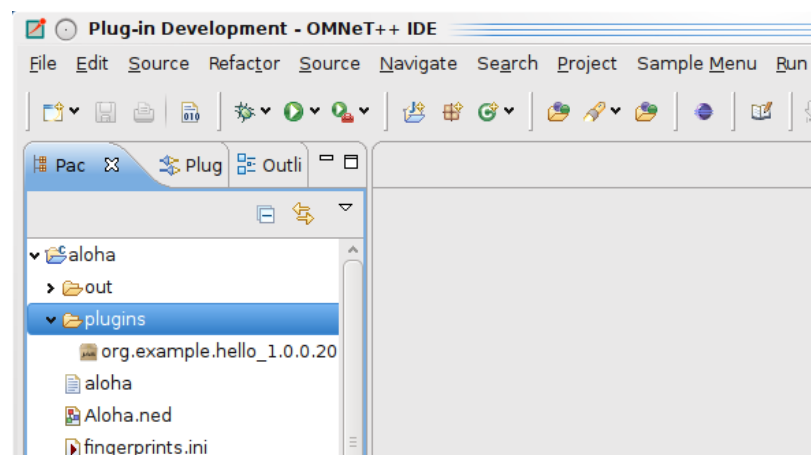 Plug-in Development - OMNeT++ IDE
File Edit Source Refactor Source Navigate Search Project Sample Menu Run
010
Pac Plug Outli
aloha
out
plugins
org.example.hello_1.0.0.20
aloha
Aloha.ned
fingerprints.ini